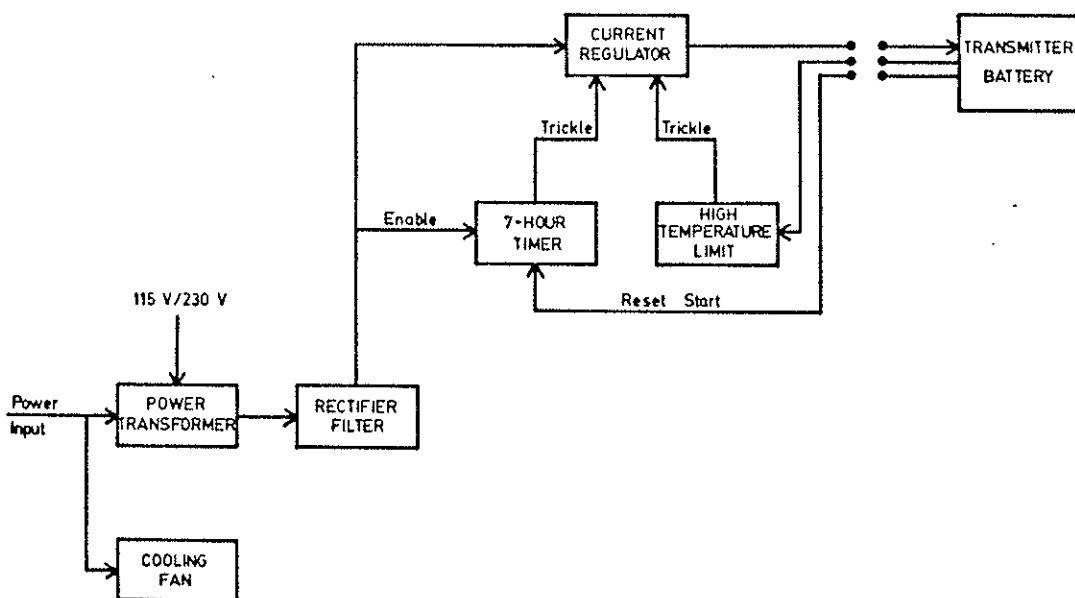 CURRENT
REGULATOR
TRANSMITTER
BATTERY
Trickle
Trickle
Enable
7-HOUR
TIMER
HIGH
TEMPERATURE
LIMIT
Reset Start
115 V/230 V
Power
Input
POWER
TRANSFORMER
RECTIFIER
FILTER
COOLING
FAN